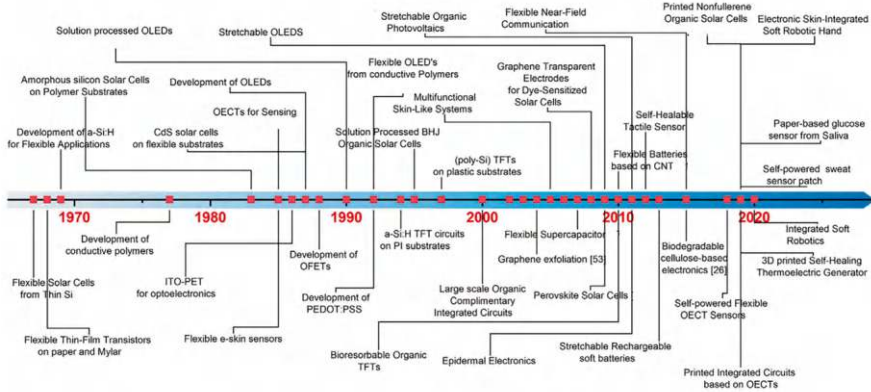 Printed Nonfullerene
Organic Solar Cells
Flexible Near-Field
Communication
Stretchable Organic
Photovoltaics
Electronic Skin-Integrated
Soft Robotic Hand
Solution processed OLEDs
Stretchable OLEDS
Flexible OLED's
from conductive Polymers
Graphene Transparent
Electrodes
for Dye-Sensitized
Solar Cells
Amorphous silicon Solar Cells
on Polymer Substrates
Development of OLEDs
Multifunctional
Skin-Like Systems
OECTs for Sensing
Self-Healable
Tactile Sensor
Development of a-Si:H
for Flexible Applications
CdS solar cells
on flexible substrates
Solution Processed BHJ
Organic Solar Cells
Paper-based glucose
sensor from Saliva
(poly-Si) TFTs
on plastic substrates
Flexible Batteries
based on CNT
Self-powered sweat
sensor patch
1970
1980
1990
2000
2010
2020
Development of
conductive polymers
Development of
OFETs
a-Si:H TFT circuits
on PI substrates
Flexible Supercapacitor
Graphene exfoliation [53]
Biodegradable
cellulose-based
electronics [26]
Integrated Soft
Robotics
3D printed Self-Healing
Thermoelectric Generator
Flexible Solar Cells
from Thin Si
ITO-PET
for optoelectronics
Development of
PEDOT:PSS
Large scale Organic
Complimentary
Integrated Circuits
Perovskite Solar Cells [
Self-powered Flexible
OECT Sensors
Flexible Thin-Film Transistors
on paper and Mylar
Flexible e-skin sensors
Bioresorbable Organic
TFTs
Epidermal Electronics
Stretchable Rechargeable
soft batteries
Printed Integrated Circuits
based on OECTs